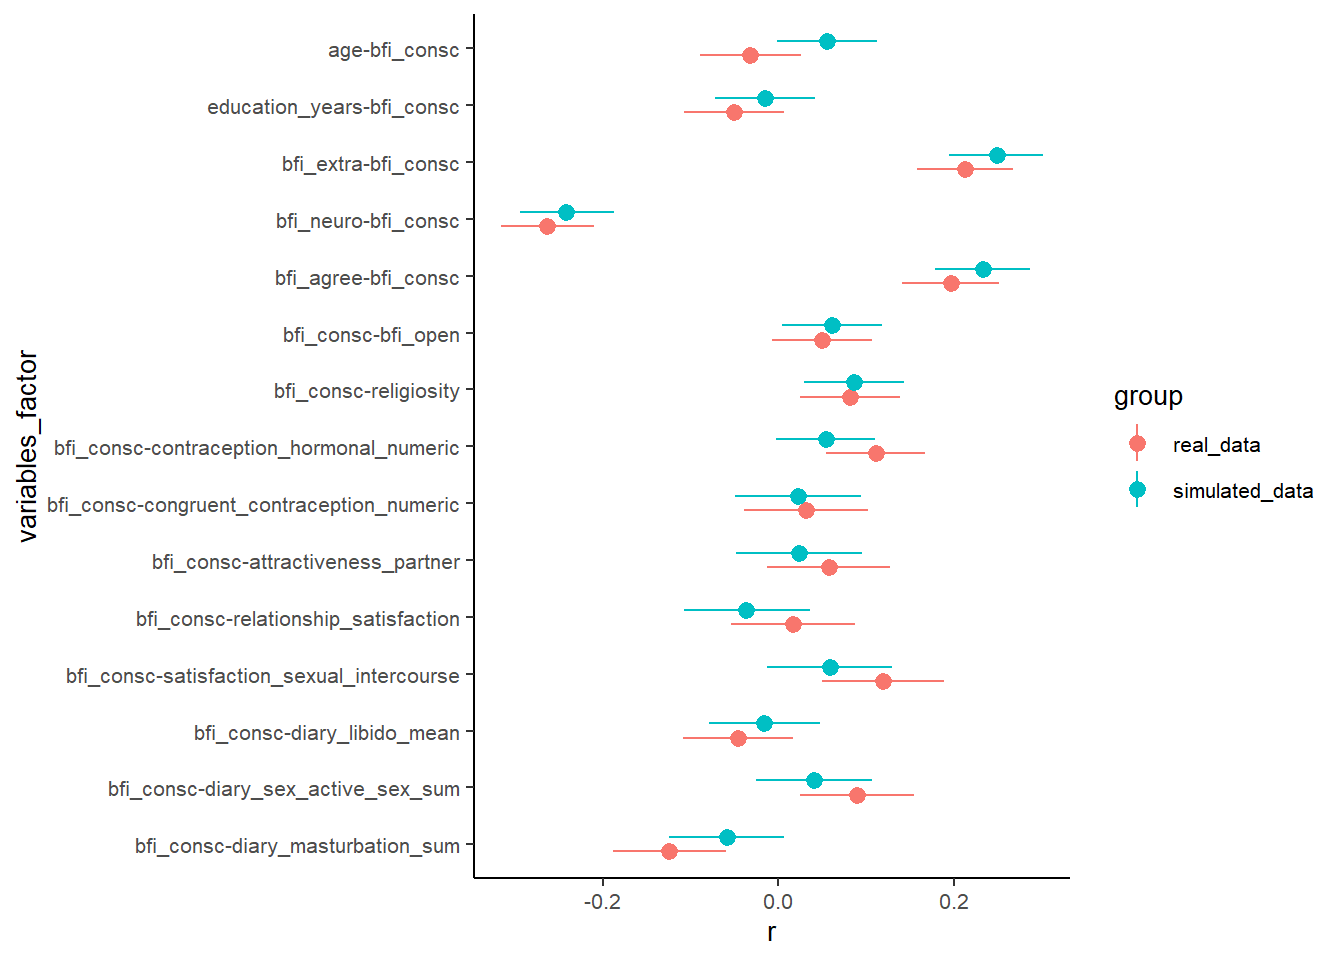 variables_factor
age-bfi_consc
education_years-bfi_consc
bfi_extra-bfi_consc
bfi_neuro-bfi_consc
bfi_agree-bfi_consc
bfi_consc-bfi_open
bfi_consc-religiosity
bfi_consc-contraception_hormonal_numeric
bfi_consc-congruent_contraception_numeric
bfi_consc-attractiveness_partner
bfi_consc-relationship_satisfaction
bfi_consc-satisfaction_sexual_intercourse
bfi_consc-diary_libido_mean
bfi_consc-diary_sex_active_sex_sum
bfi_consc-diary_masturbation_sum
-0.2 0.0 0.2
r
group
real_data
simulated_data